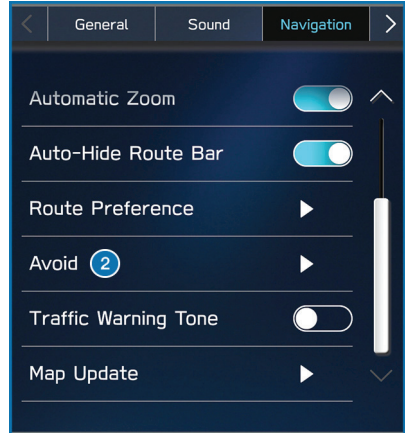 General Sound Navigation
Automatic Zoom
Auto-Hide Route Bar
Route Preference
Avoid 2
Traffic Warning Tone
Map Update